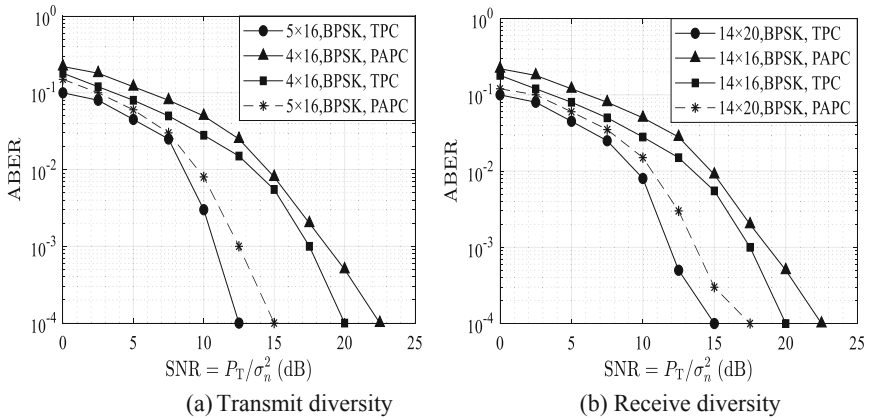 10^0
10^-1
10^-2
10^-3
10^-4
ABER
5×16,BPSK, TPC
4×16,BPSK, PAPC
4×16,BPSK, TPC
5×16,BPSK, PAPC
0 5 10 15 20 25
SNR = P_T/σ_n^2 (dB)
(a) Transmit diversity
10^0
10^-1
10^-2
10^-3
10^-4
ABER
14×20,BPSK, TPC
14×16,BPSK, PAPC
14×16,BPSK, TPC
14×20,BPSK, PAPC
0 5 10 15 20 25
SNR = P_T/σ_n^2 (dB)
(b) Receive diversity